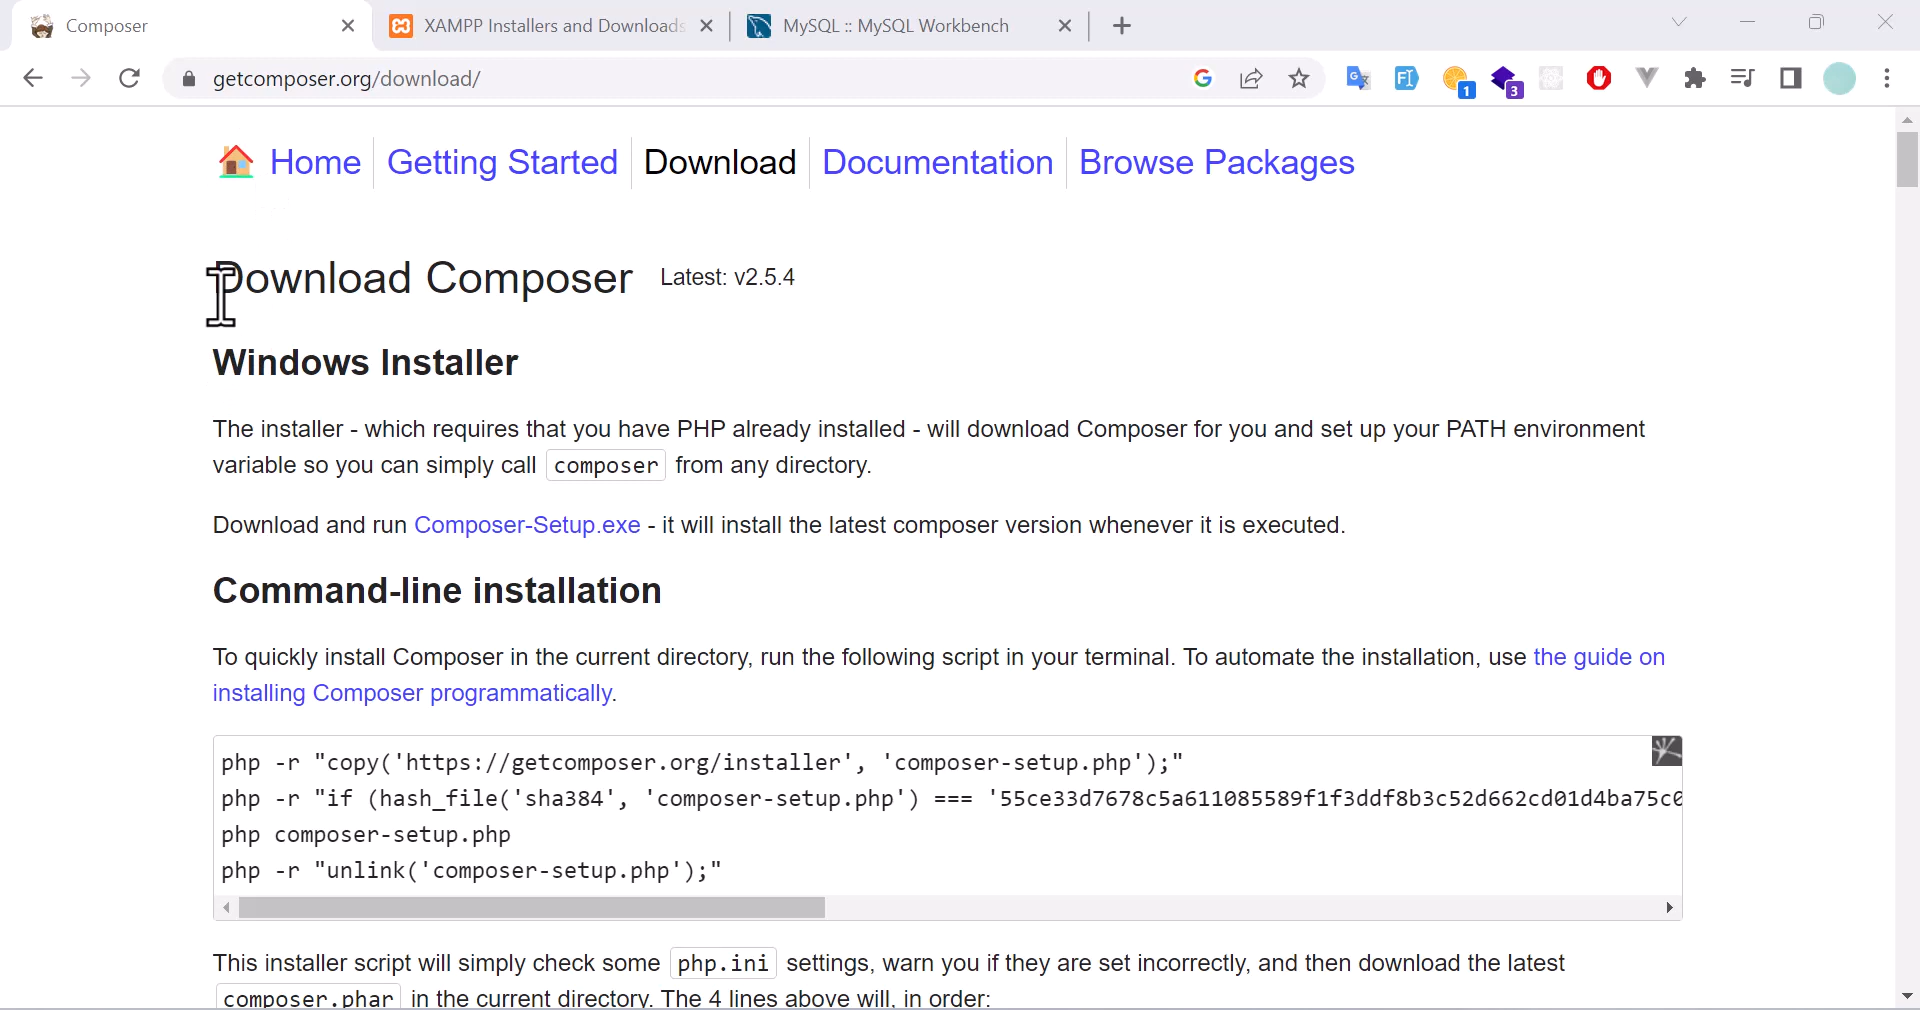 Composer
XAMPP Installers and Downloads
MySQL :: MySQL Workbench
getcomposer.org/download/
1
3
Home
Getting Started
Download
Documentation
Browse Packages
Download Composer Latest: v2.5.4
Windows Installer
The installer - which requires that you have PHP already installed - will download Composer for you and set up your PATH environment
variable so you can simply call composer from any directory.
Download and run Composer-Setup.exe - it will install the latest composer version whenever it is executed.
Command-line installation
To quickly install Composer in the current directory, run the following script in your terminal. To automate the installation, use the guide on
installing Composer programmatically.
php -r "copy('https://getcomposer.org/installer', 'composer-setup.php');"
php -r "if (hash_file('sha384', 'composer-setup.php') === '55ce33d7678c5a611085589f1f3ddf8b3c52d662cd01d4ba75c0
php composer-setup.php
php -r "unlink('composer-setup.php');"
This installer script will simply check some php.ini settings, warn you if they are set incorrectly, and then download the latest
composer.phar in the current directory. The 4 lines above will, in order: